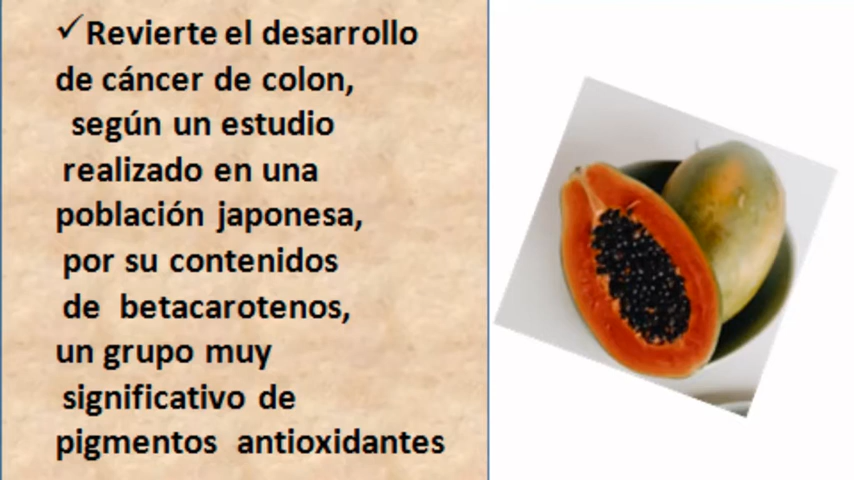 ✓Revierte el desarrollo
de cáncer de colon,
según un estudio
realizado en una
población japonesa,
por su contenidos
de betacarotenos,
un grupo muy
significativo de
pigmentos antioxidantes